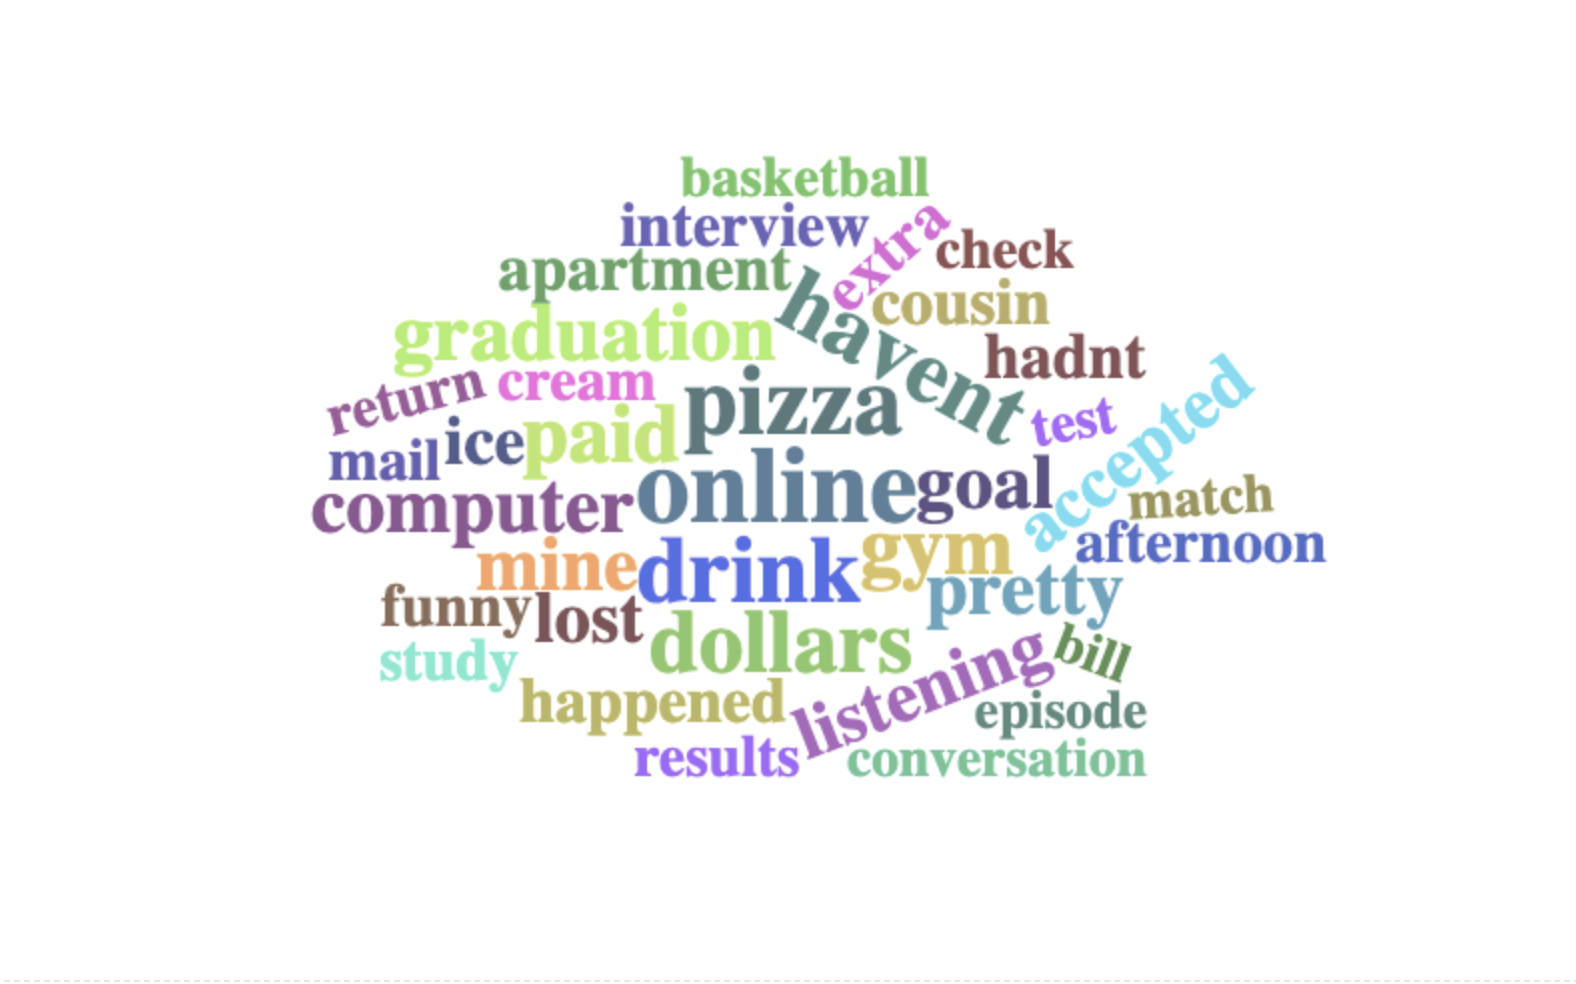 basketball
interview
extra
check
apartment
havent
cousin
graduation
hadnt
return
cream
pizza
test
accepted
mail
ice
paid
computer
online
goal
match
mine
drink
gym
afternoon
funny
lost
pretty
study
dollars
bill
happened
listening
episode
results
conversation